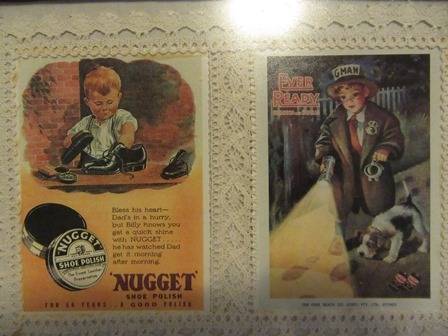 Bless his heart—
Dad's in a hurry,
but Billy knows you
get a quick shine
with NUGGET....
he has watched Dad
get it morning
after morning.
NUGGET
SHOE POLISH
'NUGGET'
SHOE POLISH
FOR 54 YEARS .. A GOOD POLISH
G-MAN
EVER
READY